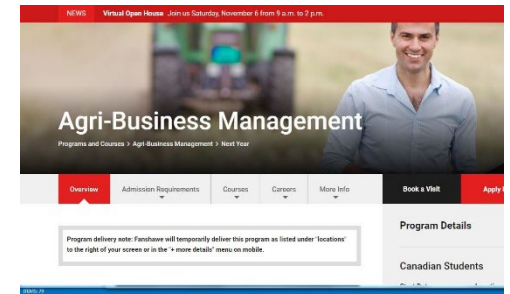 NEWS Virtual Open House Join us Saturday, November 6 from 9 a.m. to 2 p.m.
Agri-Business Management
Programs and Courses > Agri-Business Management > Next Year
Overview Admission Requirements Courses Careers More Info Book a Visit Apply
Program delivery note: Fanshawe will temporarily deliver this program as listed under "locations"
to the right of your screen or in the "+ more details" menu on mobile.
Program Details
Canadian Students